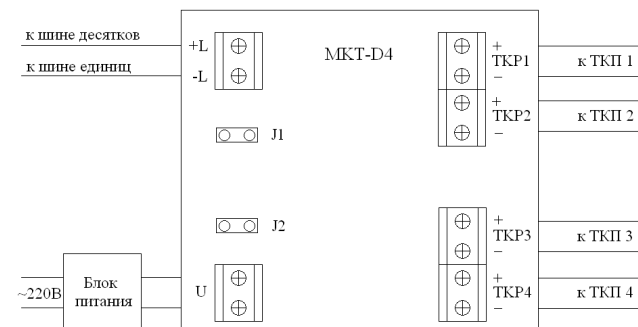 к шине десятков
+L
MKT-D4
+
TKP1
к ТКП 1
−
к шине единиц
-L
+
TKP2
к ТКП 2
−
J1
J2
+
TKP3
к ТКП 3
−
~220В
Блок
питания
U
+
TKP4
к ТКП 4
−